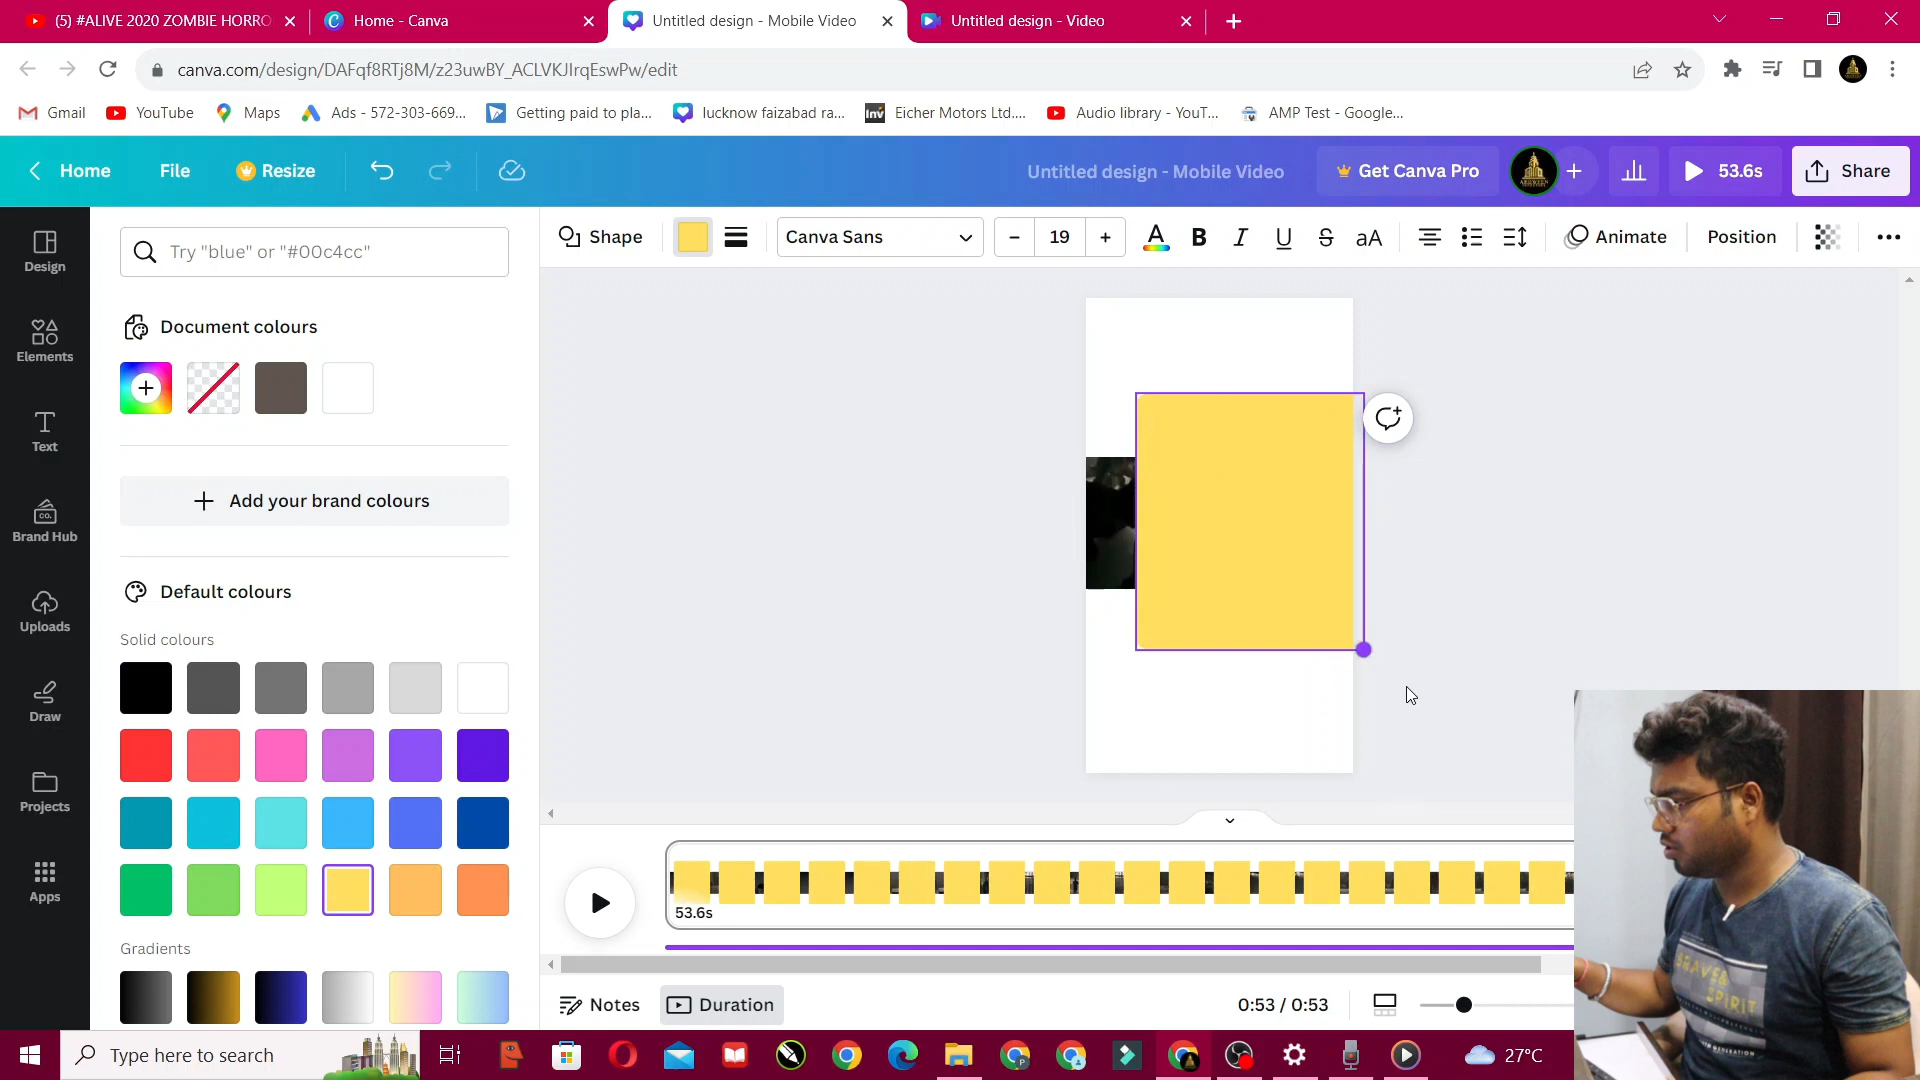 (5) #ALIVE 2020 ZOMBIE HORRO
Home - Canva
Untitled design - Mobile Video
Untitled design - Video
canva.com/design/DAFqf8RTj8M/z23uwBY_ACLVKJIrqEswPw/edit
Gmail
YouTube
Maps
Ads - 572-303-669...
Getting paid to pla...
lucknow faizabad ra...
Inv
Eicher Motors Ltd....
Audio library - YouT...
AMP Test - Google...
Home
File
Resize
Untitled design - Mobile Video
Get Canva Pro
53.6s
Share
Design
Elements
Text
Brand Hub
Uploads
Draw
Projects
Apps
Try "blue" or "#00c4cc"
Document colours
Add your brand colours
Default colours
Solid colours
Gradients
Shape
Canva Sans
19
A
B
I
U
S
aA
Animate
Position
53.6s
Notes
Duration
0:53 / 0:53
Type here to search
27°C